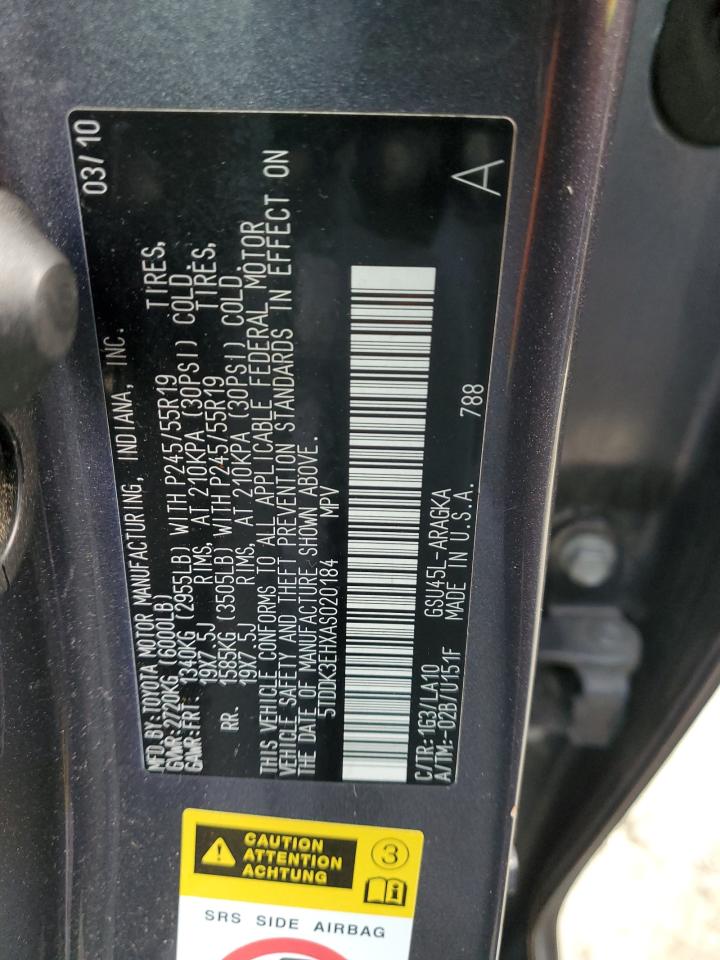 MFD. BY: TOYOTA MOTOR MANUFACTURING, INDIANA, INC. 03/10
GVWR: 2720KG (6000LB)
GAWR: FRT. 1340KG (2955LB) WITH P245/55R19 TIRES,
19X7.5J RIMS, AT 210KPA (30PSI) COLD.
RR. 1585KG (3505LB) WITH P245/55R19 TIRES,
19X7.5J RIMS, AT 210KPA (30PSI) COLD.
THIS VEHICLE CONFORMS TO ALL APPLICABLE FEDERAL MOTOR
VEHICLE SAFETY AND THEFT PREVENTION STANDARDS IN EFFECT ON
THE DATE OF MANUFACTURE SHOWN ABOVE.
5TDDK3EHXAS020184 MPV
C/TR: 1G3/LA10 GSU45L-ARAGKA 788
A/TM: -02B/U151F MADE IN U.S.A.
A
CAUTION
ATTENTION
ACHTUNG
3
SRS SIDE AIRBAG